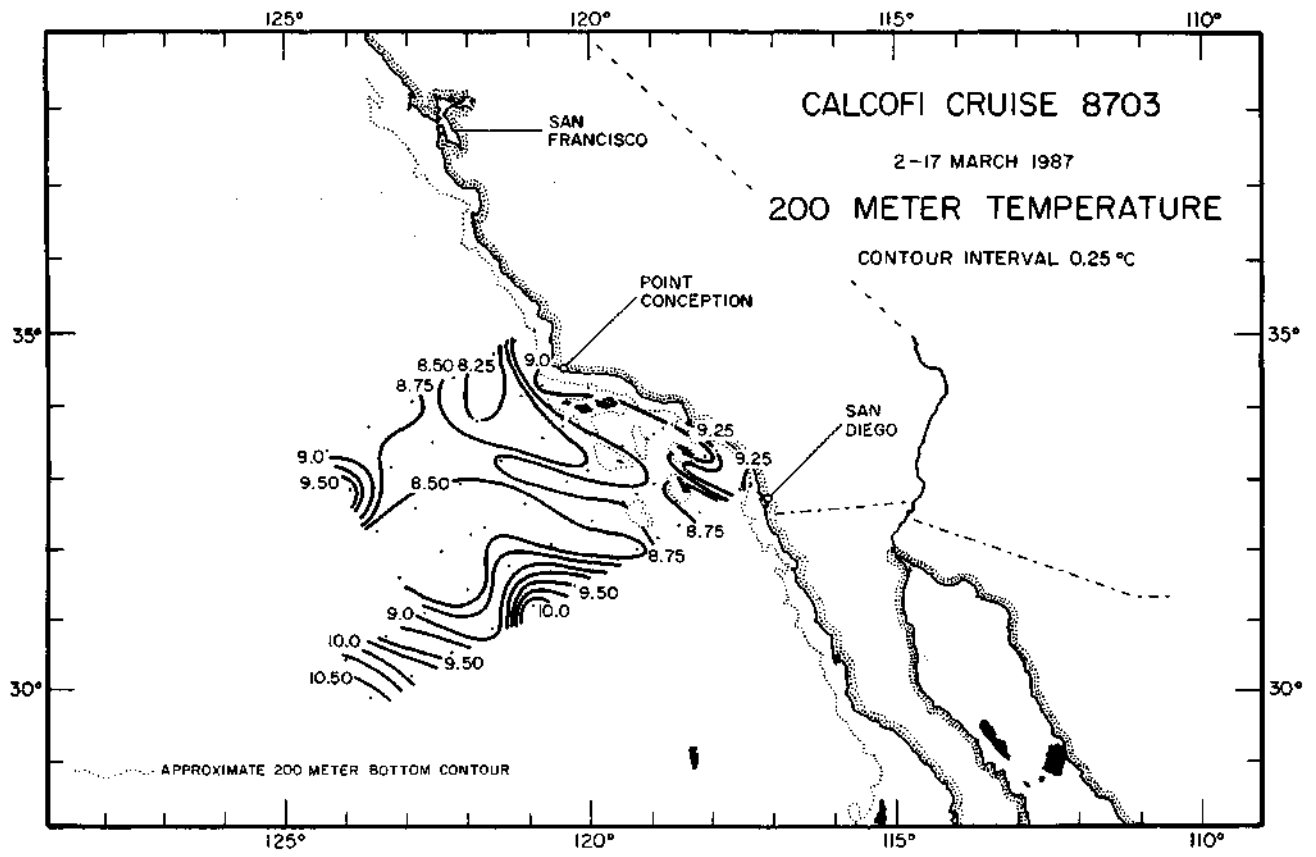 125°
120°
115°
110°
CALCOFI CRUISE 8703
2-17 MARCH 1987
200 METER TEMPERATURE
CONTOUR INTERVAL 0.25 °C
SAN
FRANCISCO
POINT
CONCEPTION
35°
35°
SAN
DIEGO
8.50
8.25
9.0
8.75
9.25
9.25
9.0
9.50
8.50
8.75
8.75
9.50
10.0
9.0
10.0
9.50
10.50
30°
30°
APPROXIMATE 200 METER BOTTOM CONTOUR
125°
120°
115°
110°